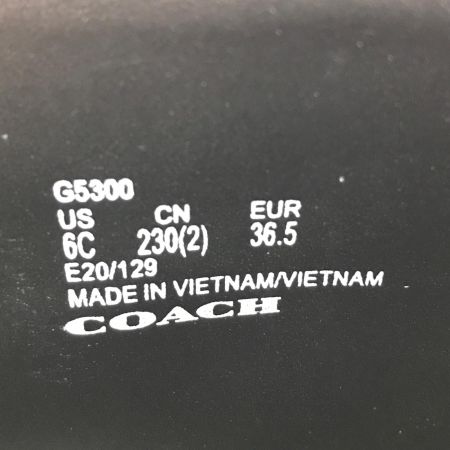 G5300
US CN EUR
6C 230(2) 36.5
E20/129
MADE IN VIETNAM/VIETNAM
COACH